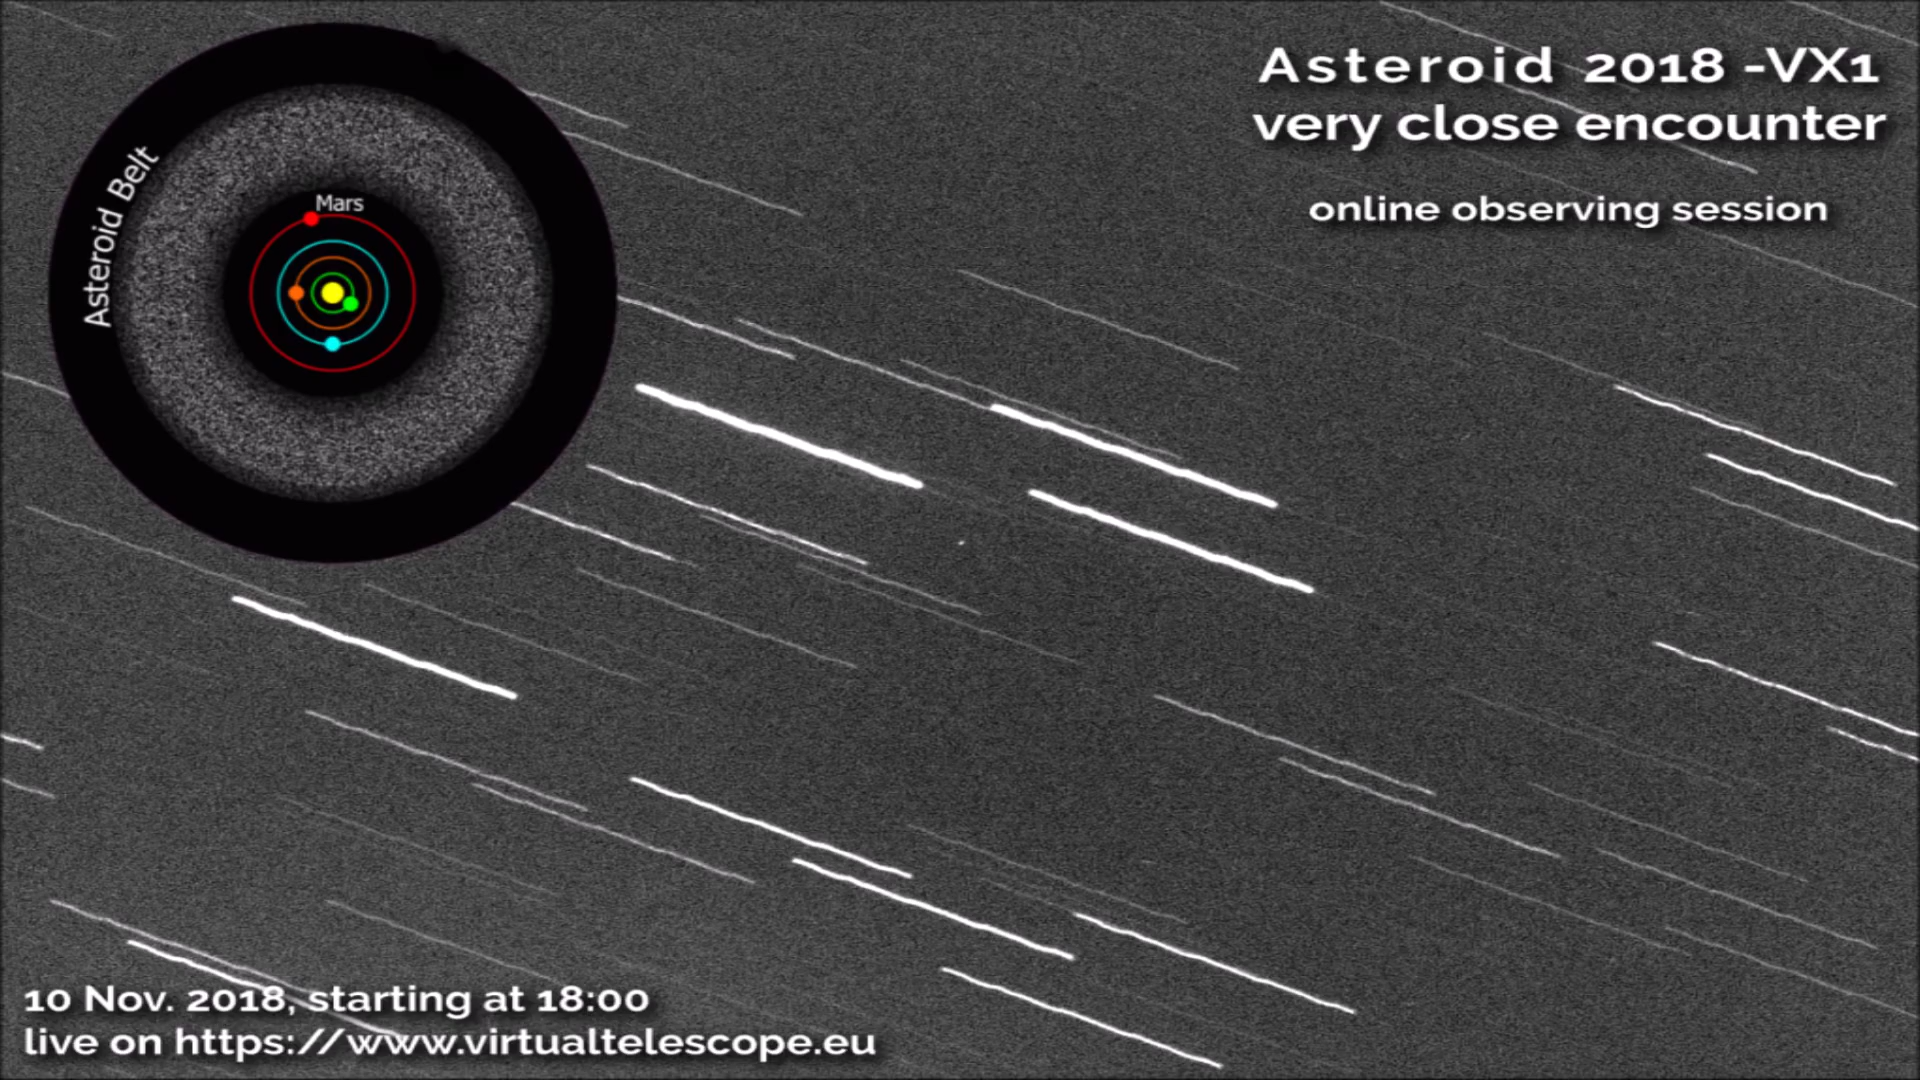 Asteroid 2018 -VX1
very close encounter
online observing session
Asteroid Belt
Mars
10 Nov. 2018, starting at 18:00
live on https://www.virtualtelescope.eu